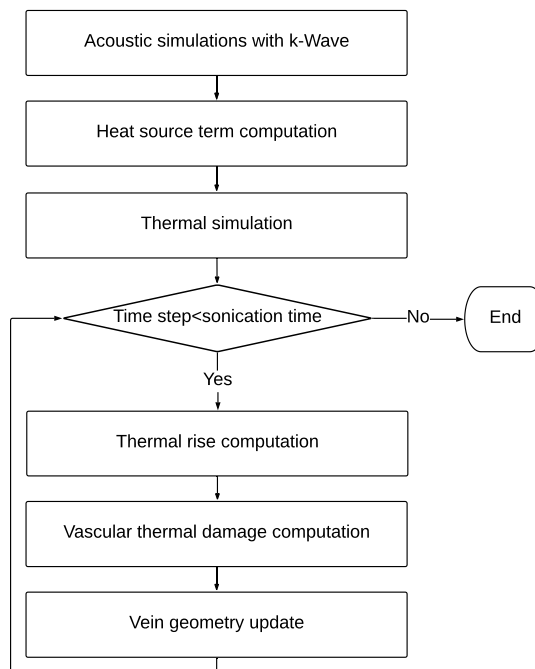 Acoustic simulations with k-Wave
Heat source term computation
Thermal simulation
Time step<sonication time
No
End
Yes
Thermal rise computation
Vascular thermal damage computation
Vein geometry update